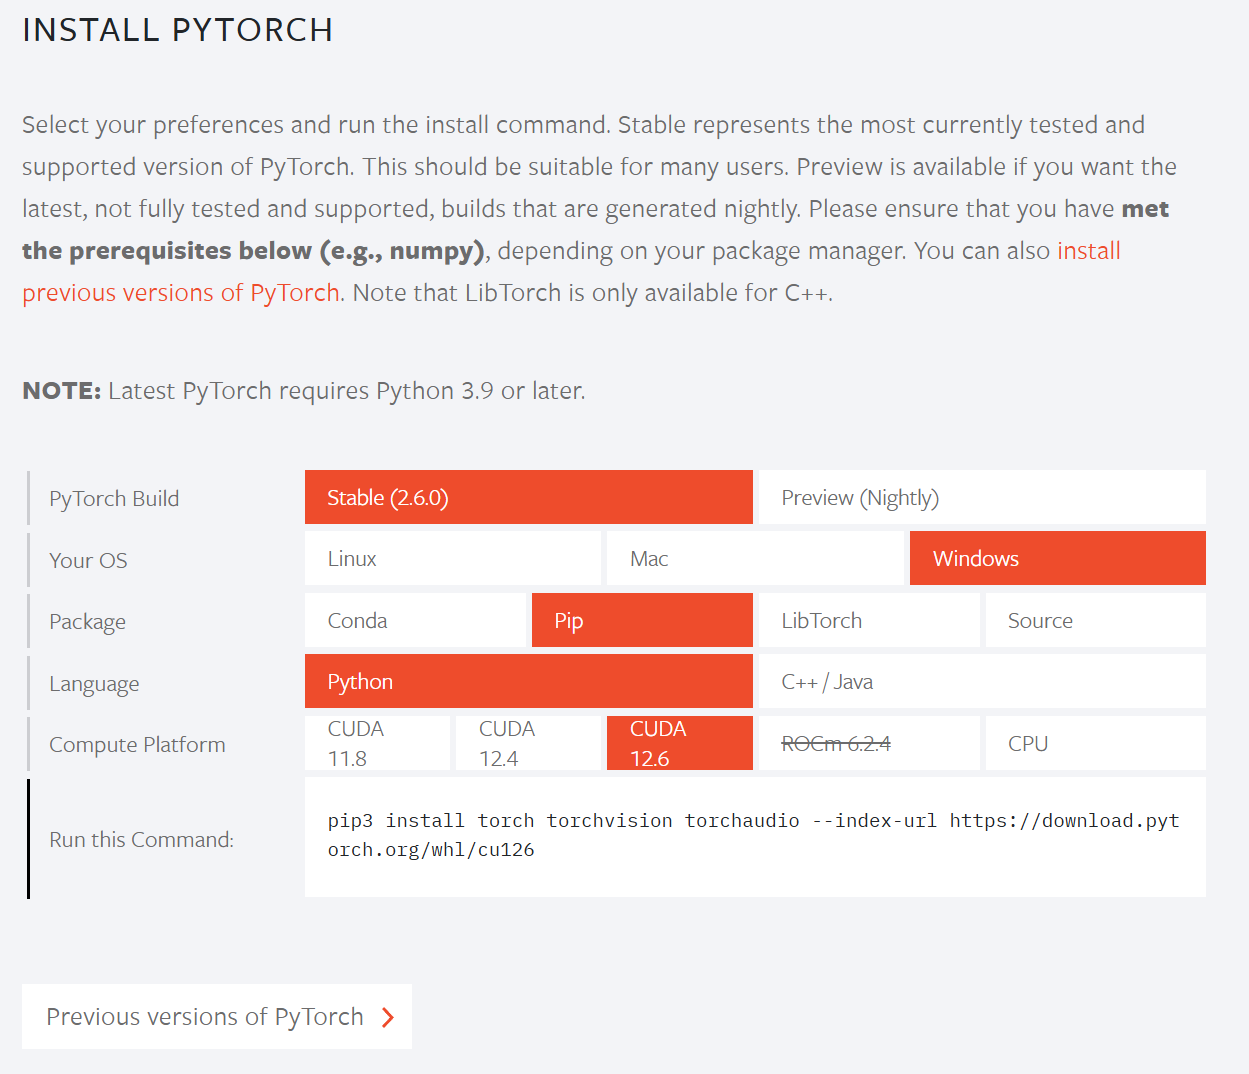 INSTALL PYTORCH
Select your preferences and run the install command. Stable represents the most currently tested and
supported version of PyTorch. This should be suitable for many users. Preview is available if you want the
latest, not fully tested and supported, builds that are generated nightly. Please ensure that you have met
the prerequisites below (e.g., numpy), depending on your package manager. You can also install
previous versions of PyTorch. Note that LibTorch is only available for C++.
NOTE: Latest PyTorch requires Python 3.9 or later.
PyTorch Build
Stable (2.6.0)
Preview (Nightly)
Your OS
Linux
Mac
Windows
Package
Conda
Pip
LibTorch
Source
Language
Python
C++ / Java
Compute Platform
CUDA
11.8
CUDA
12.4
CUDA
12.6
ROCm 6.2.4
CPU
Run this Command:
pip3 install torch torchvision torchaudio --index-url https://download.pyt
orch.org/whl/cu126
Previous versions of PyTorch